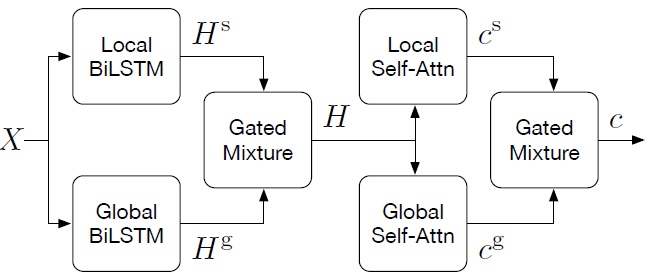 X
Local
BiLSTM
H^s
Global
BiLSTM
H^g
Gated
Mixture
H
Local
Self-Attn
c^s
Global
Self-Attn
c^g
Gated
Mixture
c